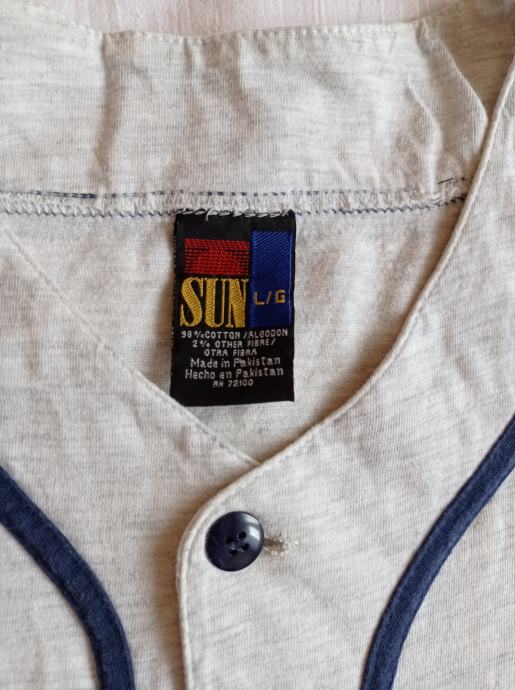 SUN
L/G
98% COTTON /ALGODON
2% OTHER FIBRE/
OTRA FIBRA
Made in Pakistan
Hecho en Pakistan
RN 72100